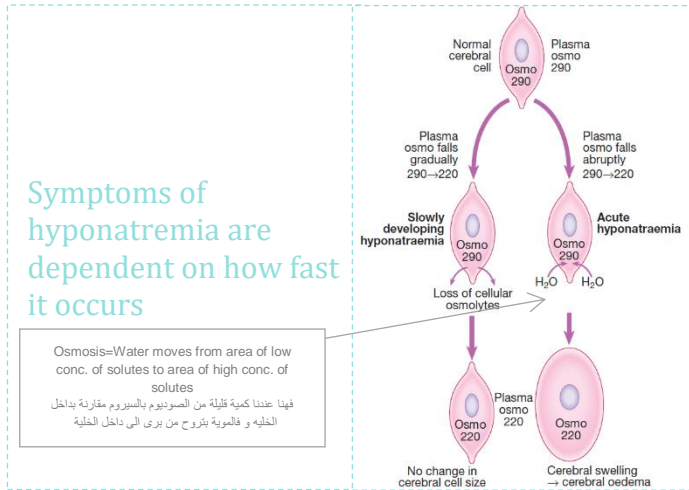 Symptoms of
hyponatremia are
dependent on how fast
it occurs
Osmosis=Water moves from area of low
conc. of solutes to area of high conc. of
solutes
فهنا عندنا كمية قليلة من الصوديوم بالسيروم مقارنة بداخل
الخليه و فالموية بتروح من برى الى داخل الخلية
Normal
cerebral
cell
Osmo
290
Plasma
osmo
290
Plasma
osmo falls
gradually
290→220
Plasma
osmo falls
abruptly
290→220
Slowly
developing
hyponatraemia
Osmo
290
Acute
hyponatraemia
Osmo
290
Loss of cellular
osmolytes
H₂O
H₂O
Osmo
220
Plasma
osmo
220
Osmo
220
No change in
cerebral cell size
Cerebral swelling
→ cerebral oedema